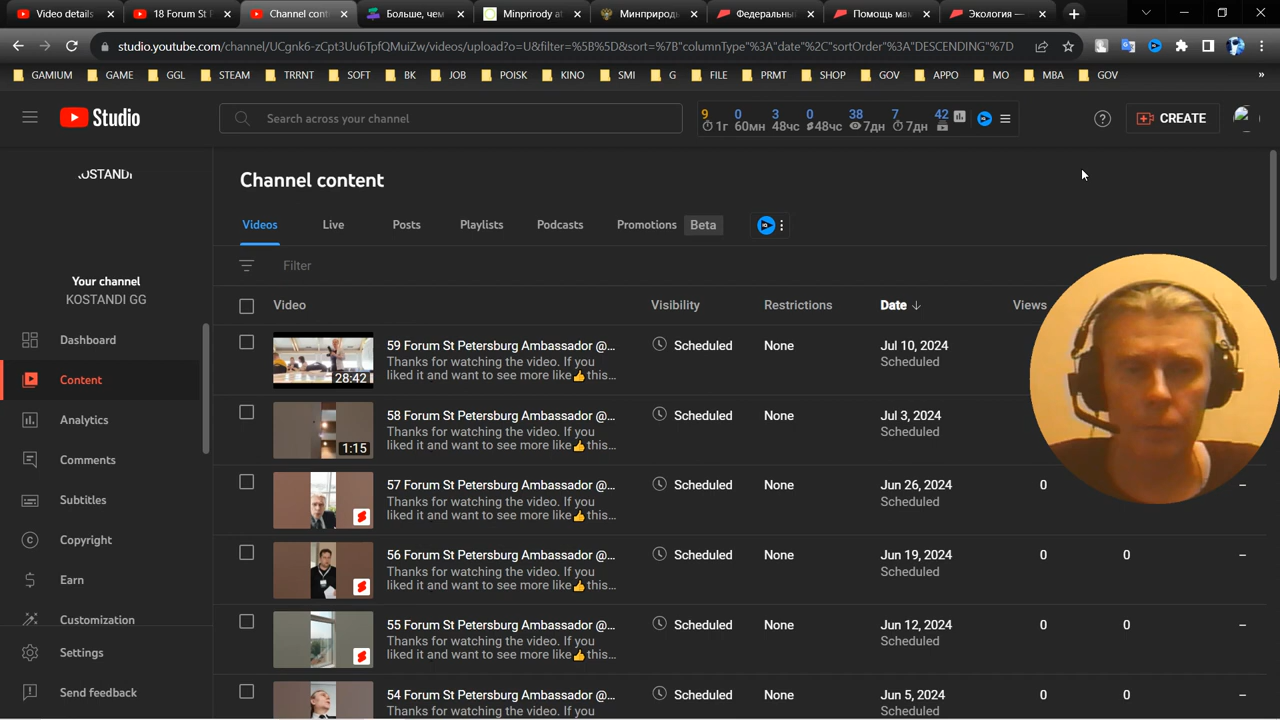 Video details
18 Forum St P
Channel cont
Больше, чем
Minprirody at
Минприродь
Федеральный
Помощь мам
Экология —
studio.youtube.com/channel/UCgnk6-zCpt3Uu6TpfQMuiZw/videos/upload?o=U&filter=%5B%5D&sort=%7B"columnType"%3A"date"%2C"sortOrder"%3A"DESCENDING"%7D
GAMIUM GAME GGL STEAM TRRNT SOFT BK JOB POISK KINO SMI G FILE PRMT SHOP GOV APPO MO MBA GOV »
Studio
Search across your channel
9 0 3 0 38 7 42
1г 60мн 48чс 48чс 7дн 7дн
CREATE
KOSTANDI
Your channel
KOSTANDI GG
Dashboard
Content
Analytics
Comments
Subtitles
Copyright
Earn
Customization
Settings
Send feedback
Channel content
Videos Live Posts Playlists Podcasts Promotions Beta
Filter
Video Visibility Restrictions Date Views
59 Forum St Petersburg Ambassador @... Scheduled None Jul 10, 2024
Thanks for watching the video. If you Scheduled
28:42 liked it and want to see more like👍this...
58 Forum St Petersburg Ambassador @... Scheduled None Jul 3, 2024
Thanks for watching the video. If you Scheduled
1:15 liked it and want to see more like👍this...
57 Forum St Petersburg Ambassador @... Scheduled None Jun 26, 2024 0 –
Thanks for watching the video. If you Scheduled
liked it and want to see more like👍this...
56 Forum St Petersburg Ambassador @... Scheduled None Jun 19, 2024 0 0 –
Thanks for watching the video. If you Scheduled
liked it and want to see more like👍this...
55 Forum St Petersburg Ambassador @... Scheduled None Jun 12, 2024 0 0 –
Thanks for watching the video. If you Scheduled
liked it and want to see more like👍this...
54 Forum St Petersburg Ambassador @... Scheduled None Jun 5, 2024 0 0 –
Thanks for watching the video. If you Scheduled